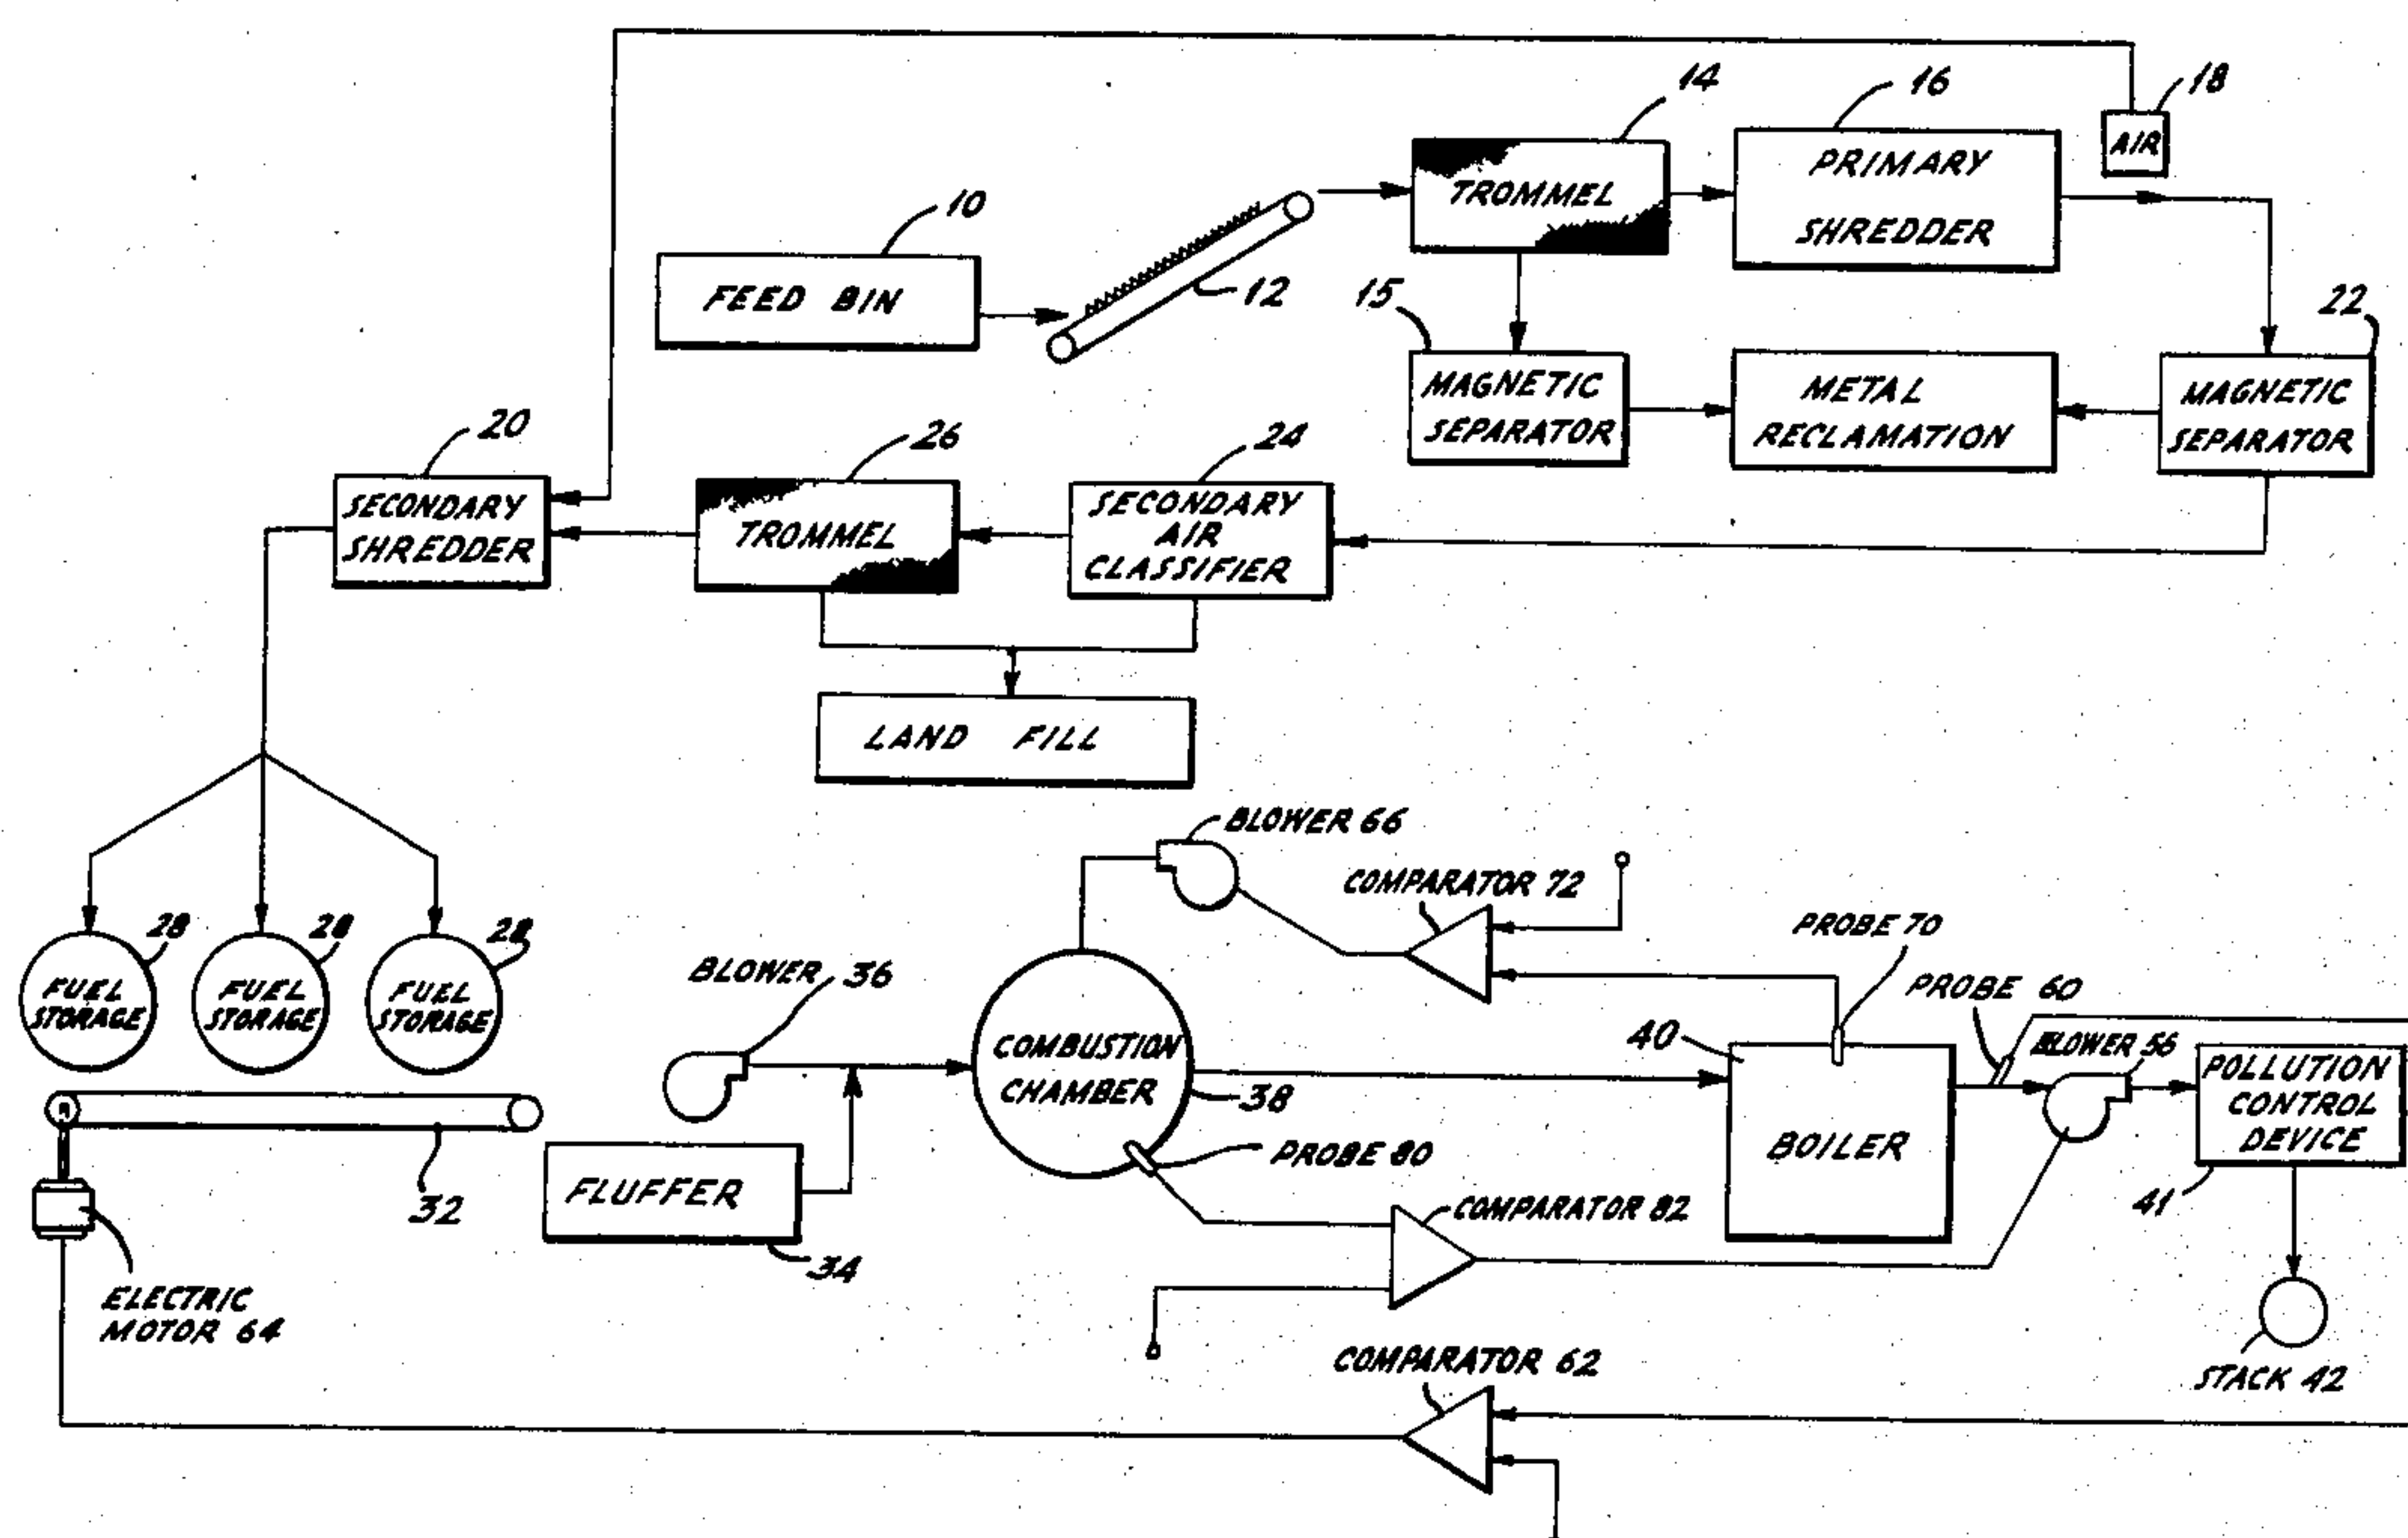 14
16
18
AIR
TROMMEL
PRIMARY
SHREDDER
10
FEED BIN
12
15
22
MAGNETIC
SEPARATOR
METAL
RECLAMATION
MAGNETIC
SEPARATOR
20
26
24
SECONDARY
SHREDDER
TROMMEL
SECONDARY
AIR
CLASSIFIER
LAND FILL
BLOWER 66
COMPARATOR 72
PROBE 70
28
28
28
FUEL
STORAGE
FUEL
STORAGE
FUEL
STORAGE
BLOWER 36
PROBE 60
40
BLOWER 56
COMBUSTION
CHAMBER
38
BOILER
POLLUTION
CONTROL
DEVICE
41
PROBE 80
FLUFFER
32
34
COMPARATOR 82
ELECTRIC
MOTOR 64
COMPARATOR 62
STACK 42